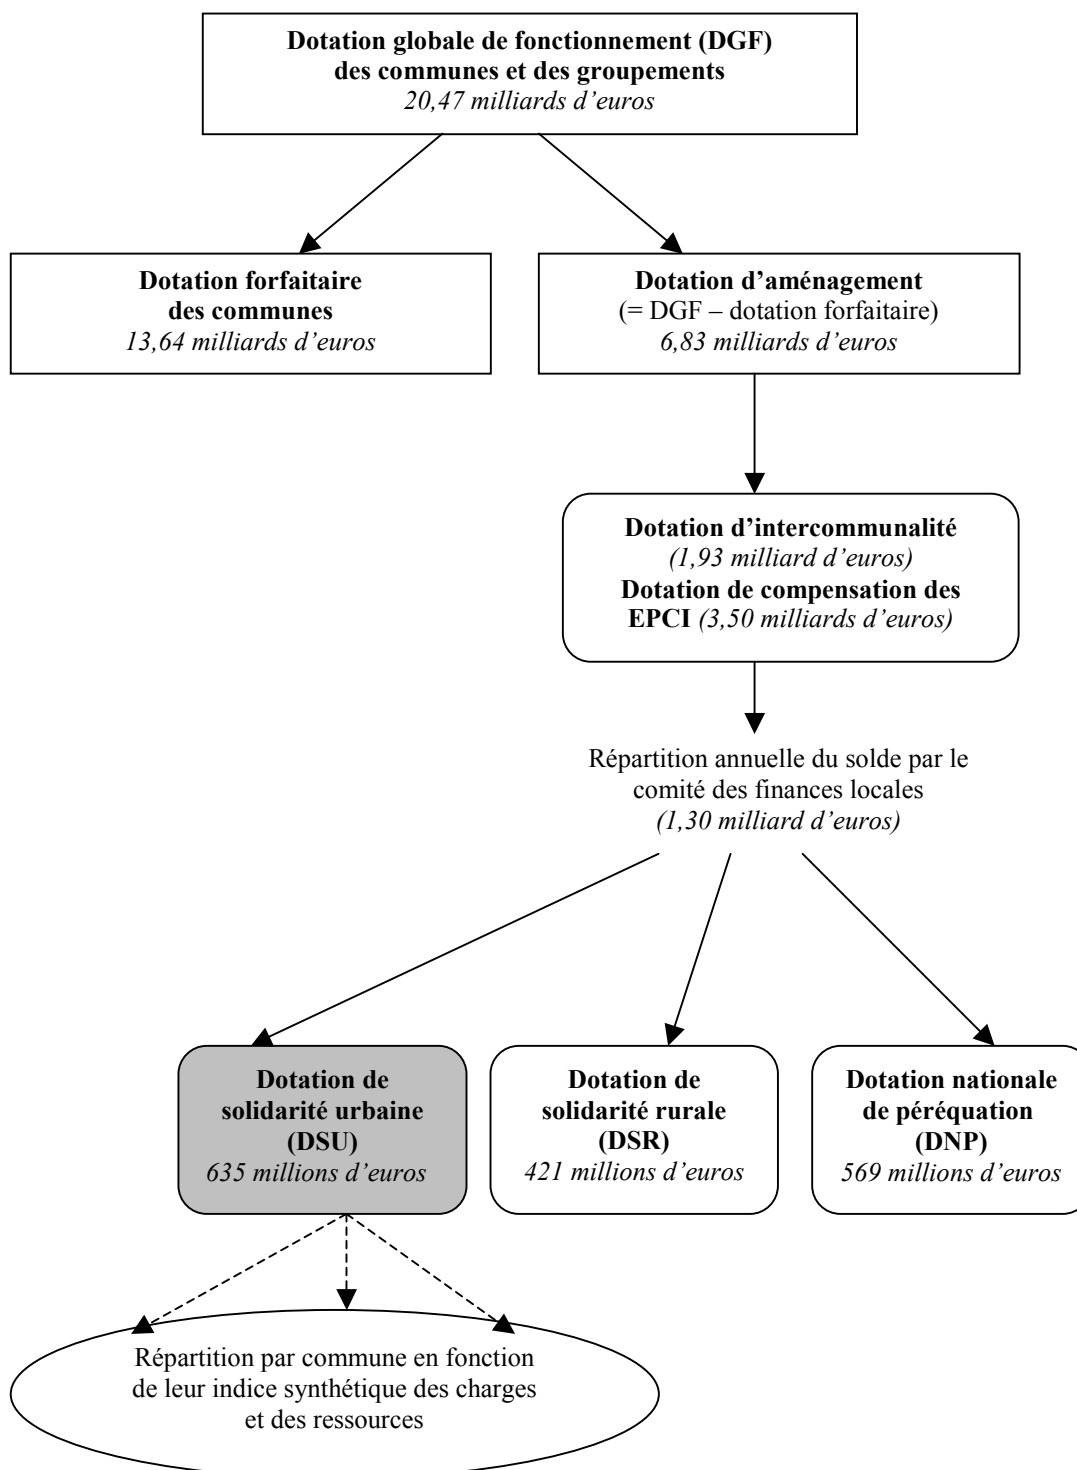 Dotation globale de fonctionnement (DGF)
des communes et des groupements
20,47 milliards d'euros
Dotation forfaitaire
des communes
13,64 milliards d'euros
Dotation d'aménagement
(= DGF – dotation forfaitaire)
6,83 milliards d'euros
Dotation d'intercommunalité
(1,93 milliard d'euros)
Dotation de compensation des
EPCI (3,50 milliards d'euros)
Répartition annuelle du solde par le
comité des finances locales
(1,30 milliard d'euros)
Dotation de
solidarité urbaine
(DSU)
635 millions d'euros
Dotation de
solidarité rurale
(DSR)
421 millions d'euros
Dotation nationale
de péréquation
(DNP)
569 millions d'euros
Répartition par commune en fonction
de leur indice synthétique des charges
et des ressources